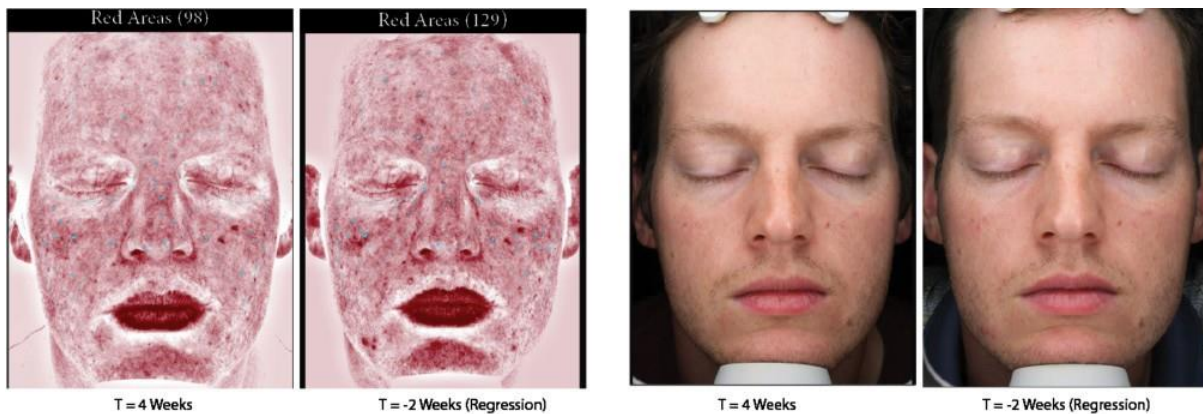 Red Areas (98)
Red Areas (129)
T = 4 Weeks
T = -2 Weeks (Regression)
T = 4 Weeks
T = -2 Weeks (Regression)